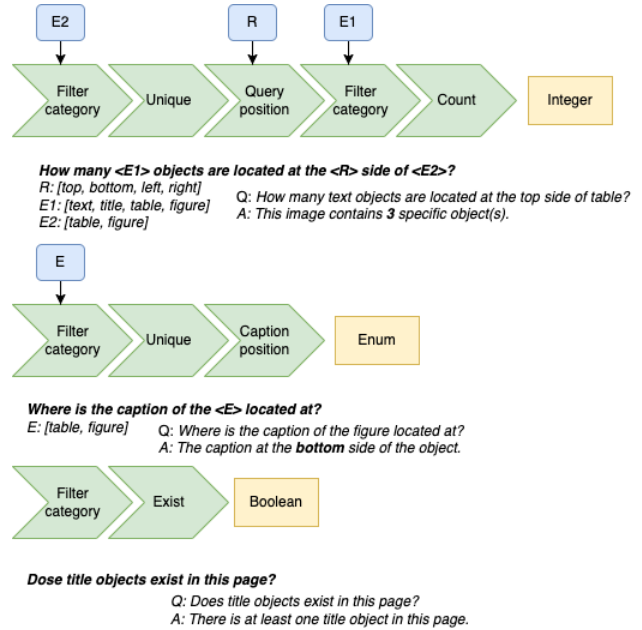 E2
R
E1
Filter category
Unique
Query position
Filter category
Count
Integer
How many <E1> objects are located at the <R> side of <E2>?
R: [top, bottom, left, right]
E1: [text, title, table, figure]
E2: [table, figure]
Q: How many text objects are located at the top side of table?
A: This image contains 3 specific object(s).
E
Filter category
Unique
Caption position
Enum
Where is the caption of the <E> located at?
E: [table, figure]
Q: Where is the caption of the figure located at?
A: The caption at the bottom side of the object.
Filter category
Exist
Boolean
Dose title objects exist in this page?
Q: Does title objects exist in this page?
A: There is at least one title object in this page.